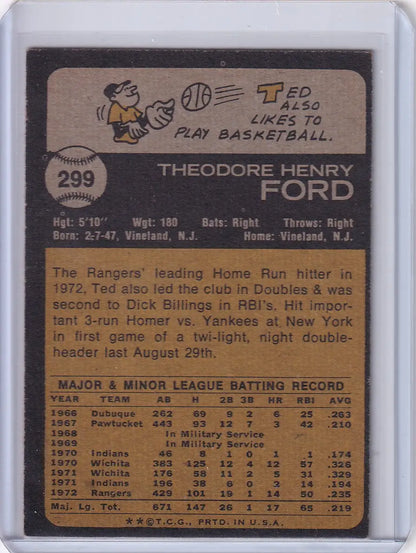 TED
ALSO
LIKES TO
PLAY BASKETBALL.
299
THEODORE HENRY
FORD
Hgt: 5'10" Wgt: 180 Bats: Right Throws: Right
Born: 2-7-47, Vineland, N.J. Home: Vineland, N.J.
The Rangers' leading Home Run hitter in
1972, Ted also led the club in Doubles & was
second to Dick Billings in RBI's. Hit impor-
tant 3-run Homer vs. Yankees at New York
in first game of a twi-light, night double-
header last August 29th.
MAJOR & MINOR LEAGUE BATTING RECORD
YEAR TEAM AB H 2B 3B HR RBI AVG
1966 Dubuque 262 69 9 2 6 25 .263
1967 Pawtucket 443 93 12 7 3 42 .210
1968 In Military Service
1969 In Military Service
1970 Indians 46 8 1 0 1 1 .174
1970 Wichita 383 125 12 4 12 57 .326
1971 Wichita 176 58 11 2 5 31 .329
1971 Indians 196 38 6 0 3 14 .194
1972 Rangers 429 101 19 1 14 50 .235
Maj. Lg. Tot. 671 147 26 1 17 65 .219
★★©T.C.G., PRTD. IN U.S.A.